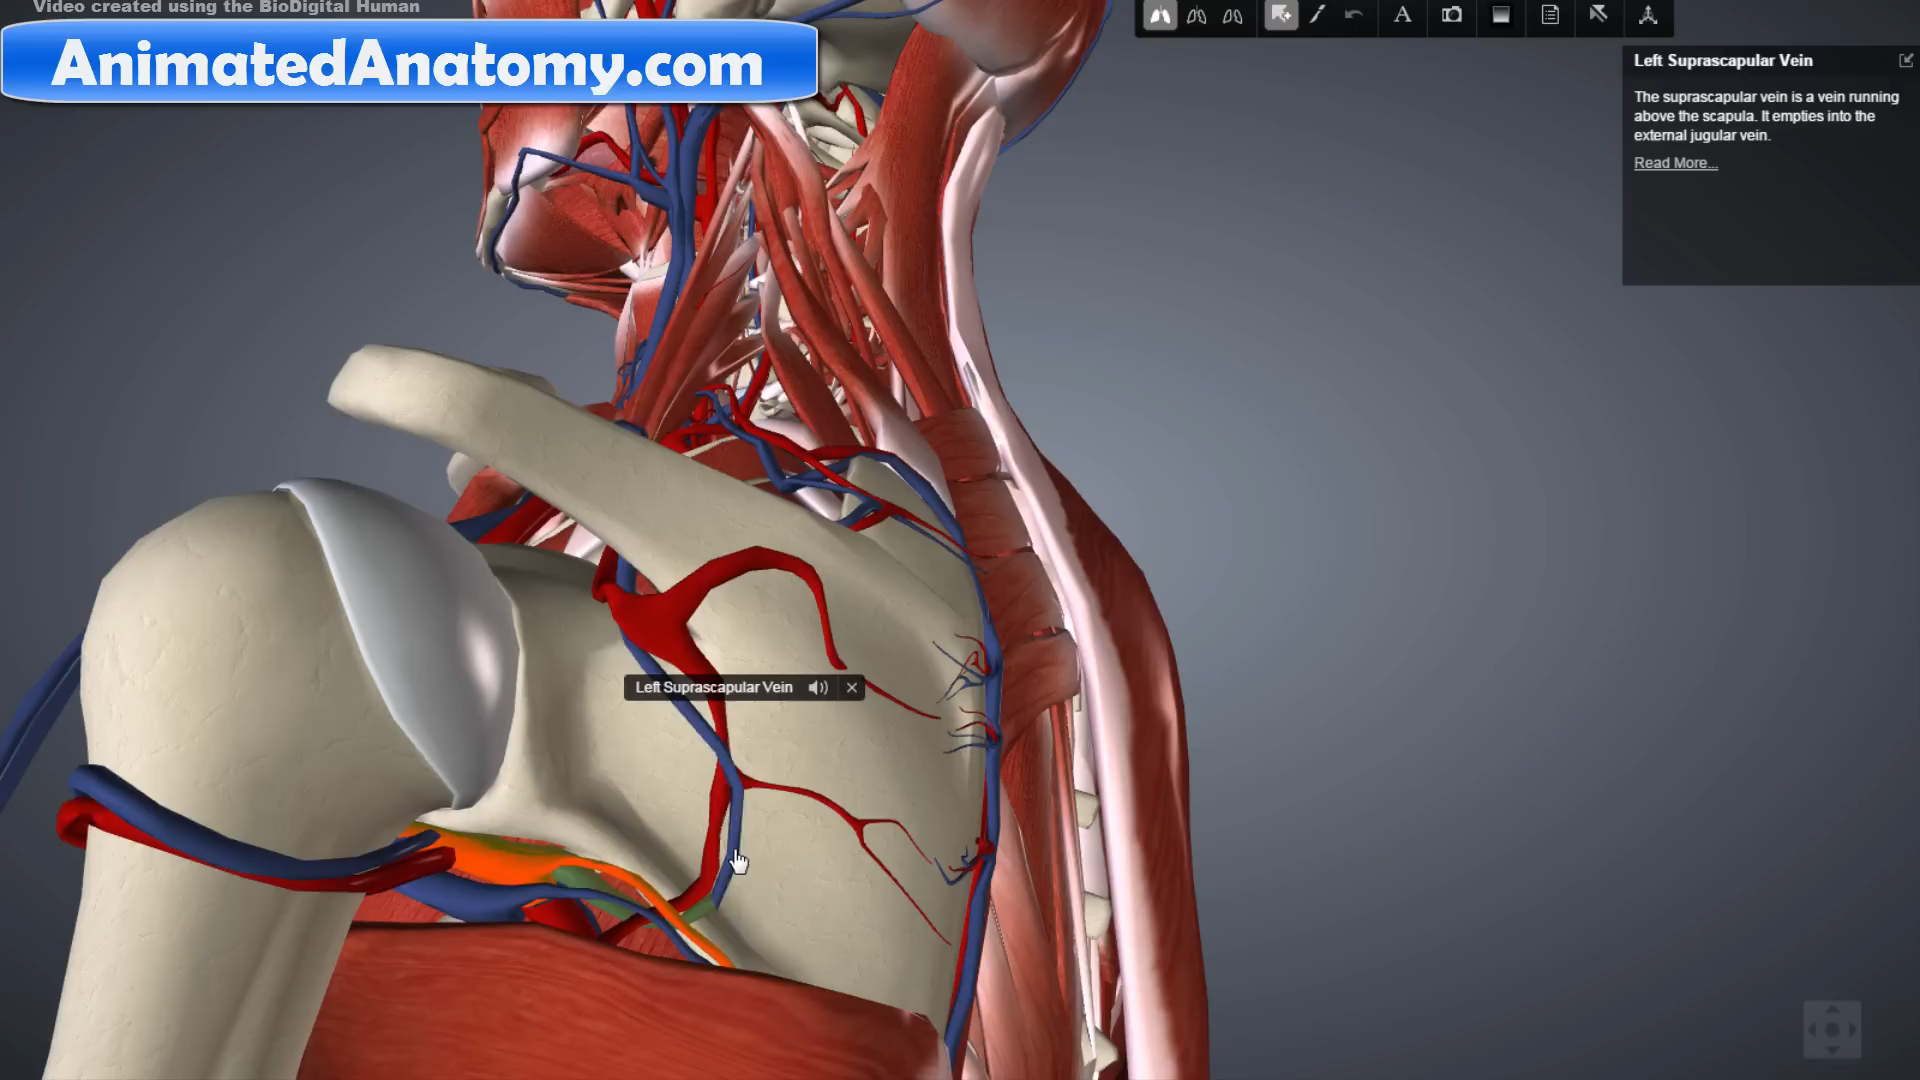 Video created using the BioDigital Human
AnimatedAnatomy.com
A
Left Suprascapular Vein
The suprascapular vein is a vein running
above the scapula. It empties into the
external jugular vein.
Read More...
Left Suprascapular Vein